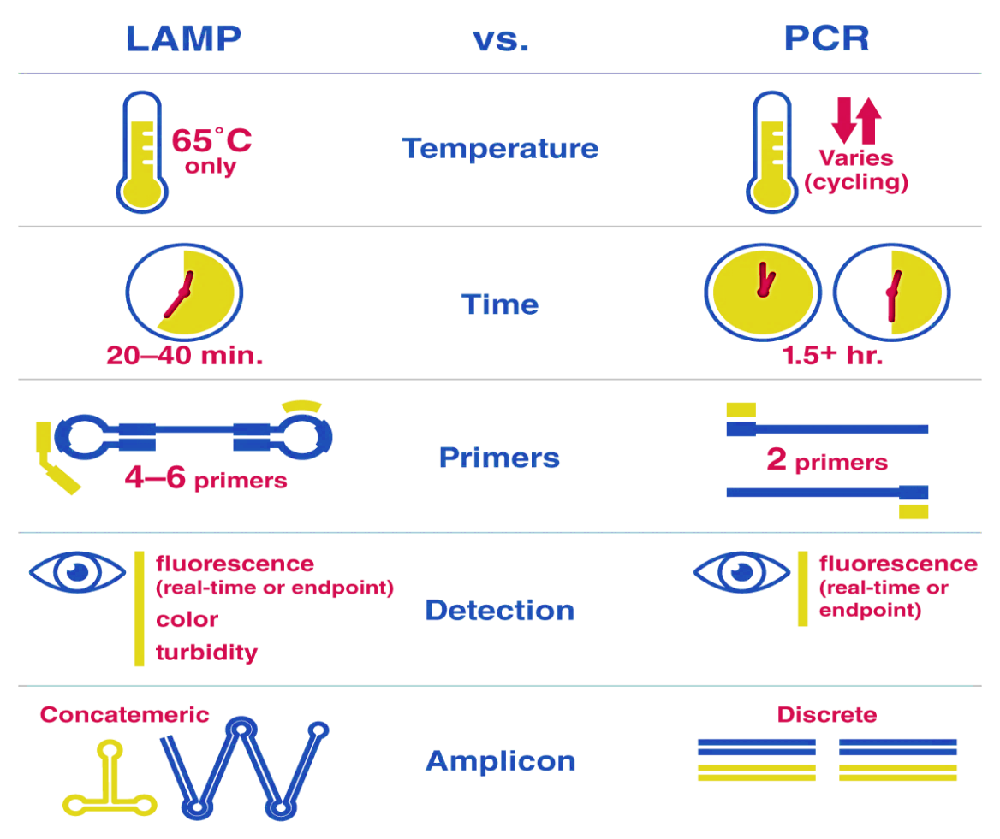 LAMP vs. PCR
65°C
only
Temperature
Varies
(cycling)
20–40 min.
Time
1.5+ hr.
4–6 primers
Primers
2 primers
fluorescence
(real-time or endpoint)
color
turbidity
Detection
fluorescence
(real-time or
endpoint)
Concatemeric
Amplicon
Discrete